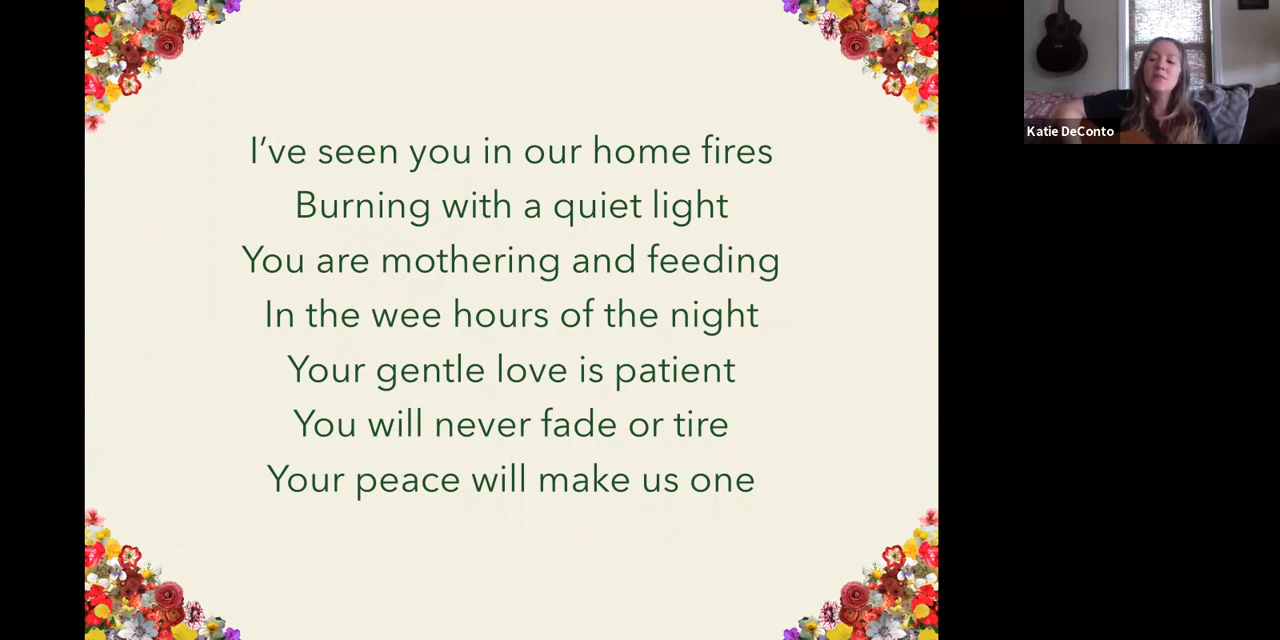 I've seen you in our home fires
Burning with a quiet light
You are mothering and feeding
In the wee hours of the night
Your gentle love is patient
You will never fade or tire
Your peace will make us one
Katie DeConto